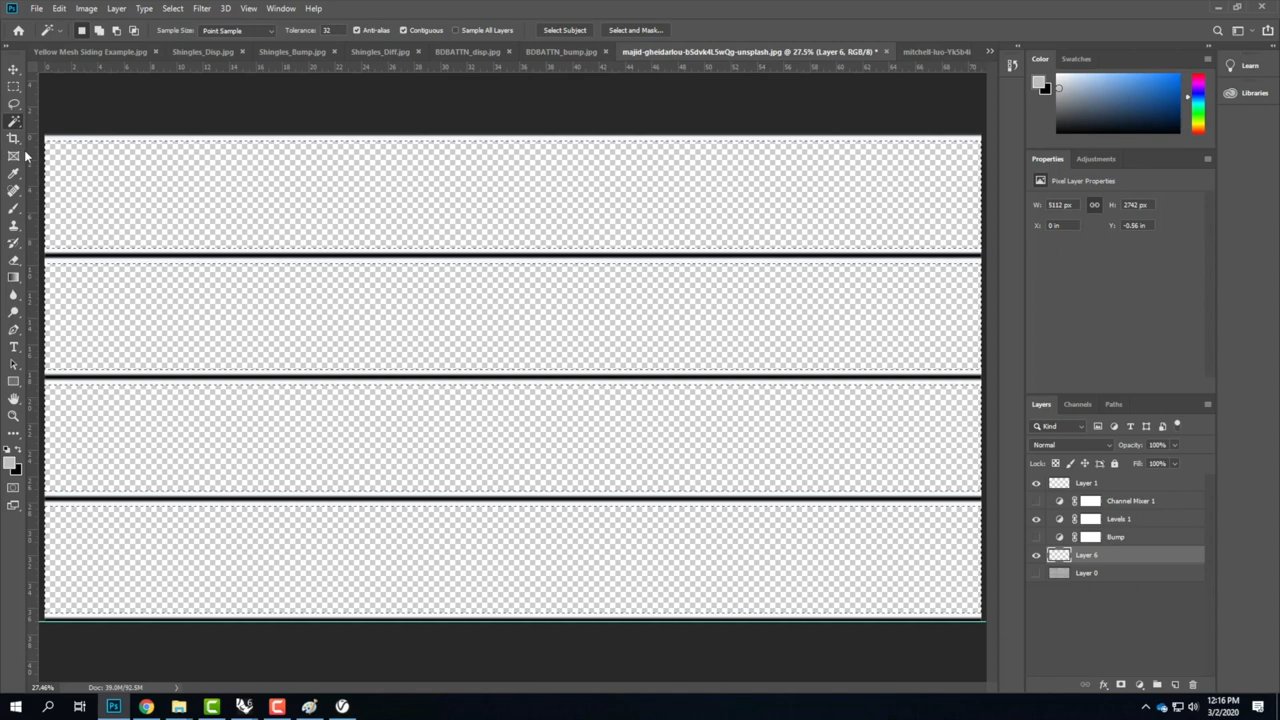 Ps File Edit Image Layer Type Select Filter 3D View Window Help
Sample Size: Point Sample Tolerance: 32 Anti-alias Contiguous Sample All Layers Select Subject Select and Mask...
Yellow Mesh Siding Example.jpg × Shingles_Disp.jpg × Shingles_Bump.jpg × Shingles_Diff.jpg × BDBATTN_disp.jpg × BDBATTN_bump.jpg × majid-gheidarlou-bSdvk4L5wQg-unsplash.jpg @ 27.5% (Layer 6, RGB/8) * × mitchell-luo-Yk5b4i
Color Swatches
Learn
Libraries
Properties Adjustments
Pixel Layer Properties
W: 5112 px H: 2742 px
X: 0 in Y: -0.56 in
Layers Channels Paths
Kind
Normal Opacity: 100%
Lock: Fill: 100%
Layer 1
Channel Mixer 1
Levels 1
Bump
Layer 6
Layer 0
27.46% Doc: 39.0M/92.5M
12:16 PM
3/2/2020